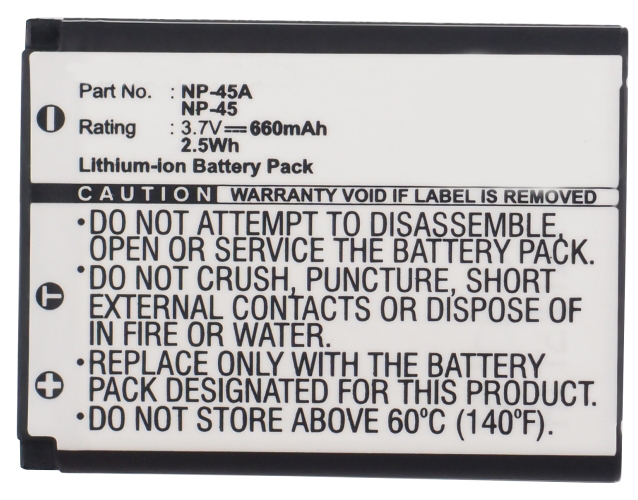 Part No. : NP-45A
NP-45
Rating : 3.7V⎓660mAh
2.5Wh
Lithium-ion Battery Pack
CAUTION WARRANTY VOID IF LABEL IS REMOVED
•DO NOT ATTEMPT TO DISASSEMBLE,
OPEN OR SERVICE THE BATTERY PACK.
•DO NOT CRUSH, PUNCTURE, SHORT
EXTERNAL CONTACTS OR DISPOSE OF
IN FIRE OR WATER.
•REPLACE ONLY WITH THE BATTERY
PACK DESIGNATED FOR THIS PRODUCT.
•DO NOT STORE ABOVE 60ºC (140ºF).
T